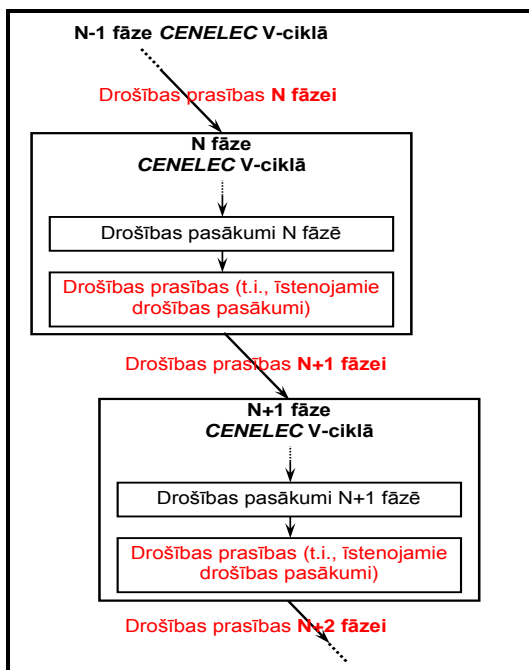 N-1 fāze CENELEC V-ciklā
Drošības prasības N fāzei
N fāze
CENELEC V-ciklā
Drošības pasākumi N fāzē
Drošības prasības (t.i., īstenojamie
drošības pasākumi)
Drošības prasības N+1 fāzei
N+1 fāze
CENELEC V-ciklā
Drošības pasākumi N+1 fāzē
Drošības prasības (t.i., īstenojamie
drošības pasākumi)
Drošības prasības N+2 fāzei